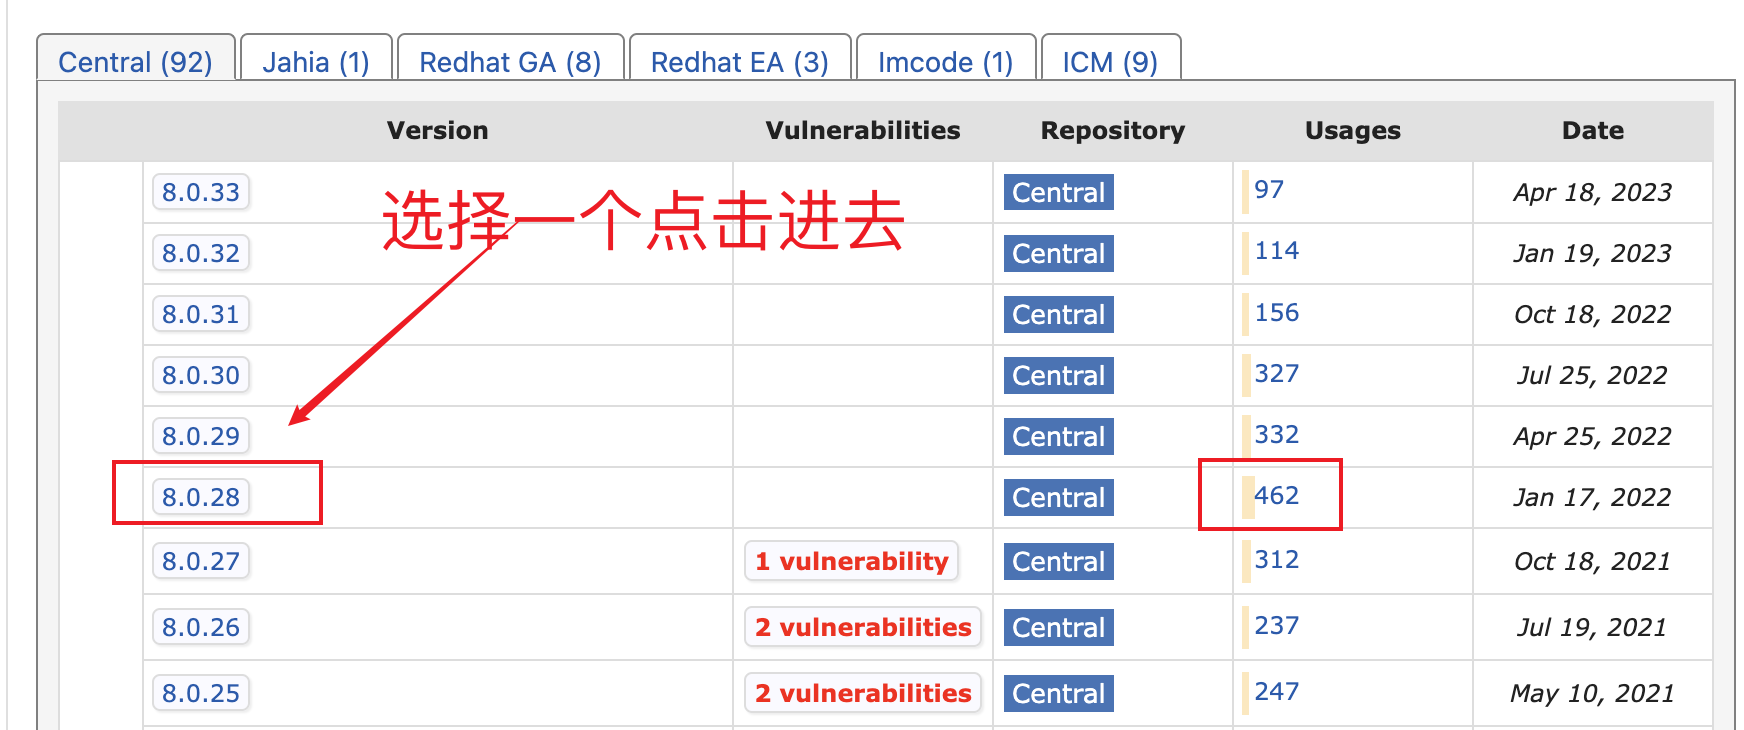 Central (92) Jahia (1) Redhat GA (8) Redhat EA (3) Imcode (1) ICM (9)
Version Vulnerabilities Repository Usages Date
8.0.33 Central 97 Apr 18, 2023
选择一个点击进去
8.0.32 Central 114 Jan 19, 2023
8.0.31 Central 156 Oct 18, 2022
8.0.30 Central 327 Jul 25, 2022
8.0.29 Central 332 Apr 25, 2022
8.0.28 Central 462 Jan 17, 2022
8.0.27 1 vulnerability Central 312 Oct 18, 2021
8.0.26 2 vulnerabilities Central 237 Jul 19, 2021
8.0.25 2 vulnerabilities Central 247 May 10, 2021